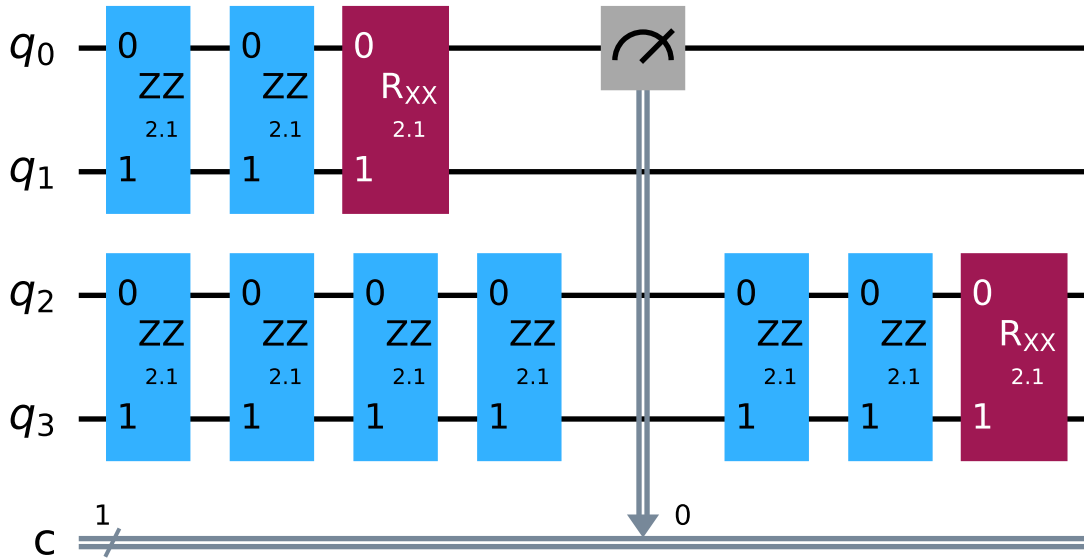 q0 0 0 0
ZZ ZZ RXX
2.1 2.1 2.1
q1 1 1 1
q2 0 0 0 0 0 0 0
ZZ ZZ ZZ ZZ ZZ ZZ RXX
2.1 2.1 2.1 2.1 2.1 2.1 2.1
q3 1 1 1 1 1 1 1
1 0
c